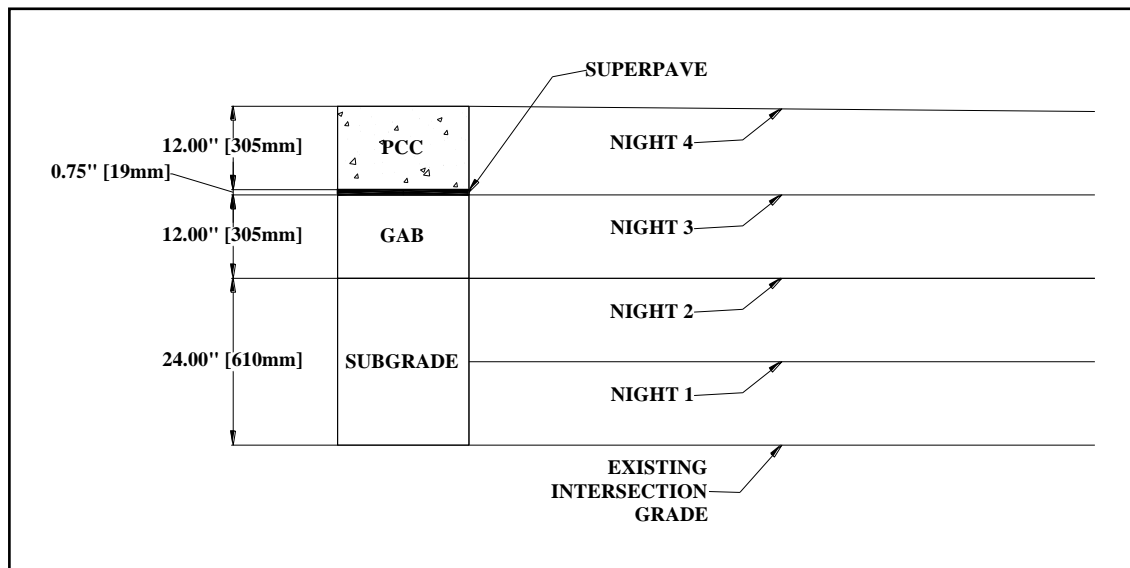 SUPERPAVE
12.00" [305mm]
PCC
NIGHT 4
0.75" [19mm]
NIGHT 3
12.00" [305mm]
GAB
NIGHT 2
24.00" [610mm]
SUBGRADE
NIGHT 1
EXISTING
INTERSECTION
GRADE